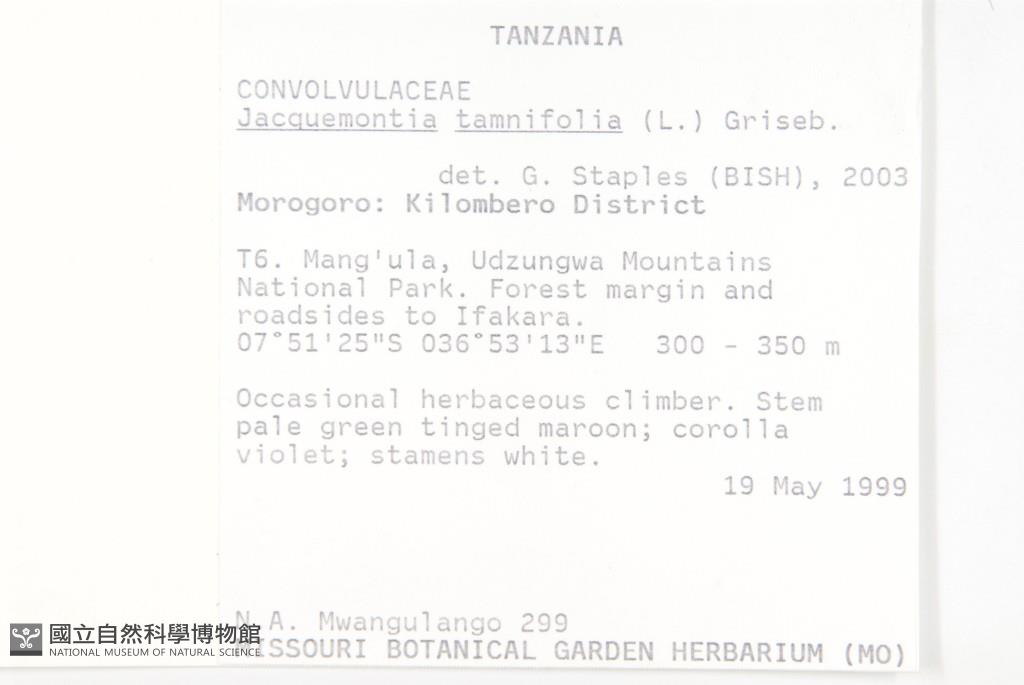 TANZANIA
CONVOLVULACEAE
Jacquemontia tamnifolia (L.) Griseb.
det. G. Staples (BISH), 2003
Morogoro: Kilombero District
T6. Mang'ula, Udzungwa Mountains
National Park. Forest margin and
roadsides to Ifakara.
07°51'25"S 036°53'13"E 300 - 350 m
Occasional herbaceous climber. Stem
pale green tinged maroon; corolla
violet; stamens white.
19 May 1999
N.A. Mwangulango 299
MISSOURI BOTANICAL GARDEN HERBARIUM (MO)
國立自然科學博物館
NATIONAL MUSEUM OF NATURAL SCIENCE